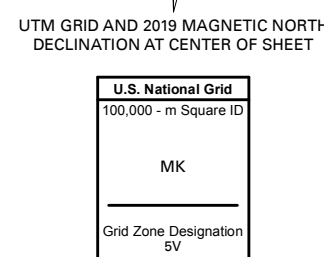 UTM GRID AND 2019 MAGNETIC NORTH
DECLINATION AT CENTER OF SHEET
U.S. National Grid
100,000 - m Square ID
MK
Grid Zone Designation
5V